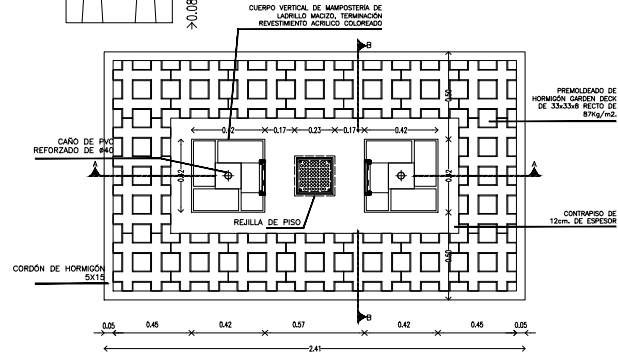 0.08
CUERPO VERTICAL DE MAMPOSTERÍA DE
LADRILLO MACIZO, TERMINACIÓN
REVESTIMIENTO ACRILICO COLOREADO
B
0.50
PREMOLDEADO DE
HORMIGÓN GARDEN DECK
DE 33x33x8 RECTO DE
87Kg/m2.
0.42
0.17
0.23
0.17
0.42
CAÑO DE PVC
REFORZADO DE ø40
A
0.42
0.42
A
REJILLA DE PISO
CONTRAPISO DE
12cm. DE ESPESOR
0.50
CORDÓN DE HORMIGÓN
5X15
B
0.05
0.45
0.42
0.57
0.42
0.45
0.05
2.41